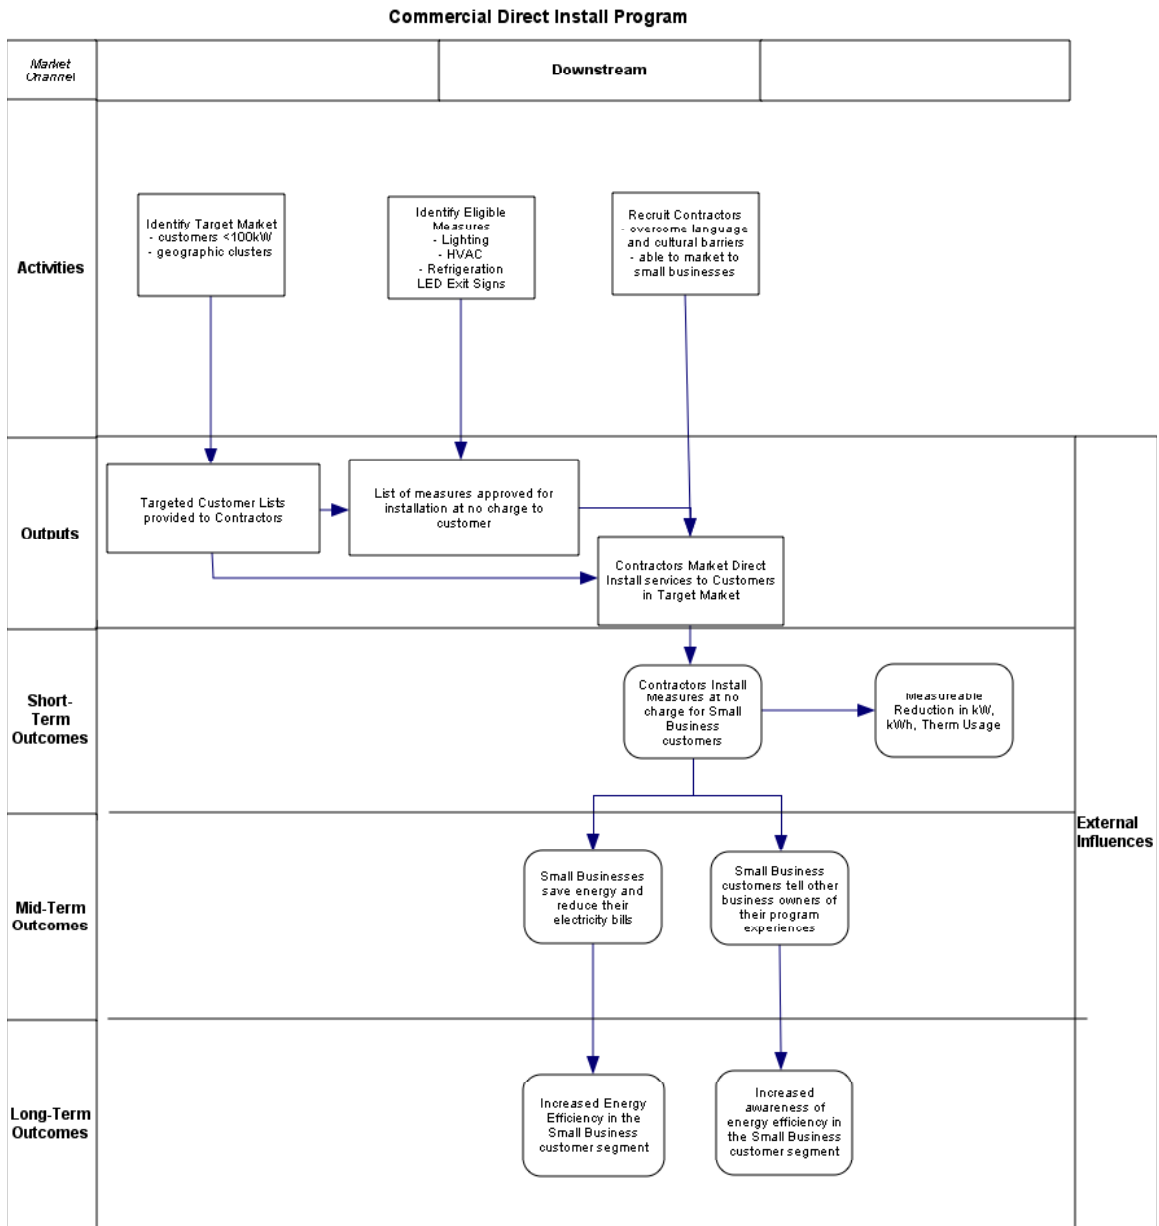 Commercial Direct Install Program
Market
Channel
Downstream
Activities
Identify Target Market
- customers <100kW
- geographic clusters
Identify Eligible
Measures
- Lighting
- HVAC
- Refrigeration
LED Exit Signs
Recruit Contractors
- overcome language
and cultural barriers
- able to market to
small businesses
Outputs
Targeted Customer Lists
provided to Contractors
List of measures approved for
installation at no charge to
customer
Contractors Market Direct
Install services to Customers
in Target Market
Short-
Term
Outcomes
Contractors Install
Measures at no
charge for Small
Business
customers
Measureable
Reduction in kW,
kWh, Therm Usage
External
Influences
Mid-Term
Outcomes
Small Businesses
save energy and
reduce their
electricity bills
Small Business
customers tell other
business owners of
their program
experiences
Long-Term
Outcomes
Increased Energy
Efficiency in the
Small Business
customer segment
Increased
awareness of
energy efficiency in
the Small Business
customer segment